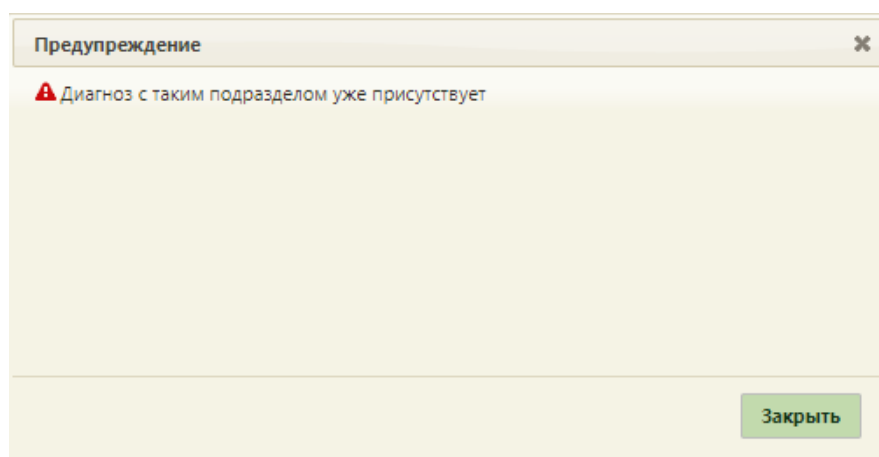 Предупреждение
Диагноз с таким подразделом уже присутствует
Закрыть